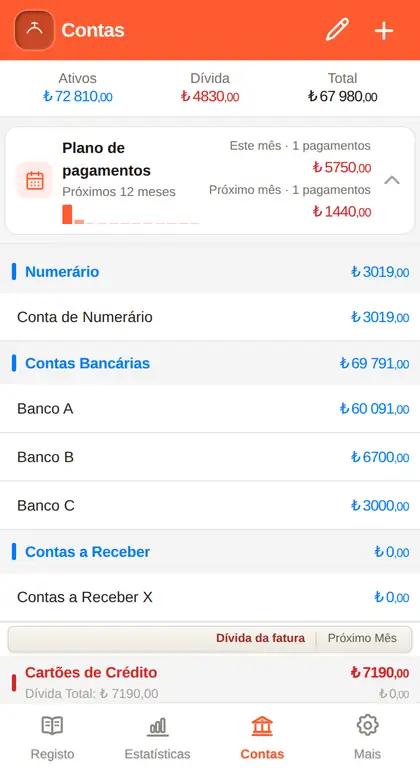 Contas
Ativos
₺ 72 810,00
Dívida
₺ 4830,00
Total
₺ 67 980,00
Plano de
pagamentos
Próximos 12 meses
Este mês · 1 pagamentos
₺ 5750,00
Próximo mês · 1 pagamentos
₺ 1440,00
Numerário ₺ 3019,00
Conta de Numerário ₺ 3019,00
Contas Bancárias ₺ 69 791,00
Banco A ₺ 60 091,00
Banco B ₺ 6700,00
Banco C ₺ 3000,00
Contas a Receber ₺ 0,00
Contas a Receber X ₺ 0,00
Dívida da fatura Próximo Mês
Cartões de Crédito ₺ 7190,00
Dívida Total: ₺ 7190,00 ₺ 0,00
Registo Estatísticas Contas Mais